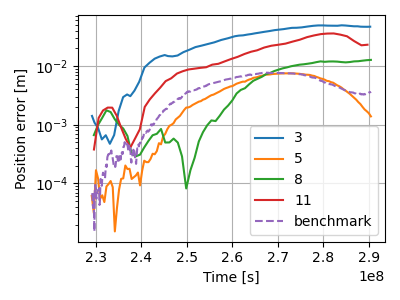 Position error [m]
10⁻²
10⁻³
10⁻⁴
3
5
8
11
benchmark
2.3 2.4 2.5 2.6 2.7 2.8 2.9
1e8
Time [s]